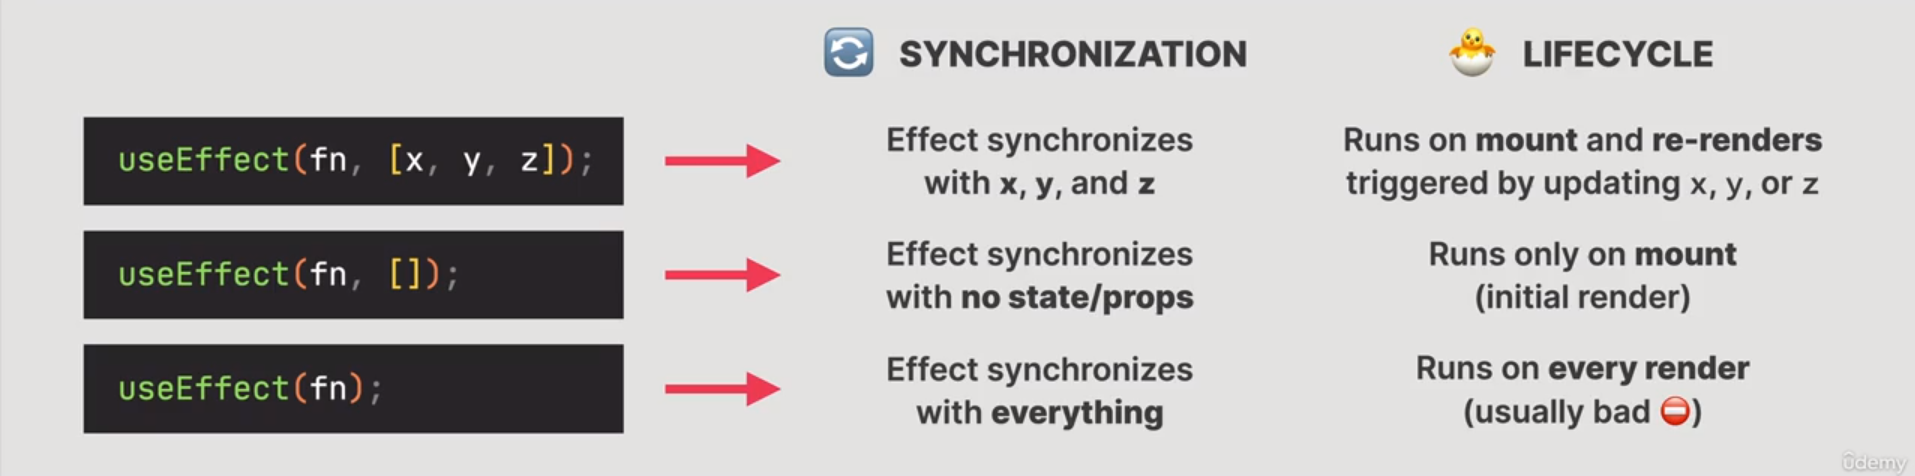 SYNCHRONIZATION
LIFECYCLE
useEffect(fn, [x, y, z]);
Effect synchronizes
with x, y, and z
Runs on mount and re-renders
triggered by updating x, y, or z
useEffect(fn, []);
Effect synchronizes
with no state/props
Runs only on mount
(initial render)
useEffect(fn);
Effect synchronizes
with everything
Runs on every render
(usually bad ⛔)
ûdemy